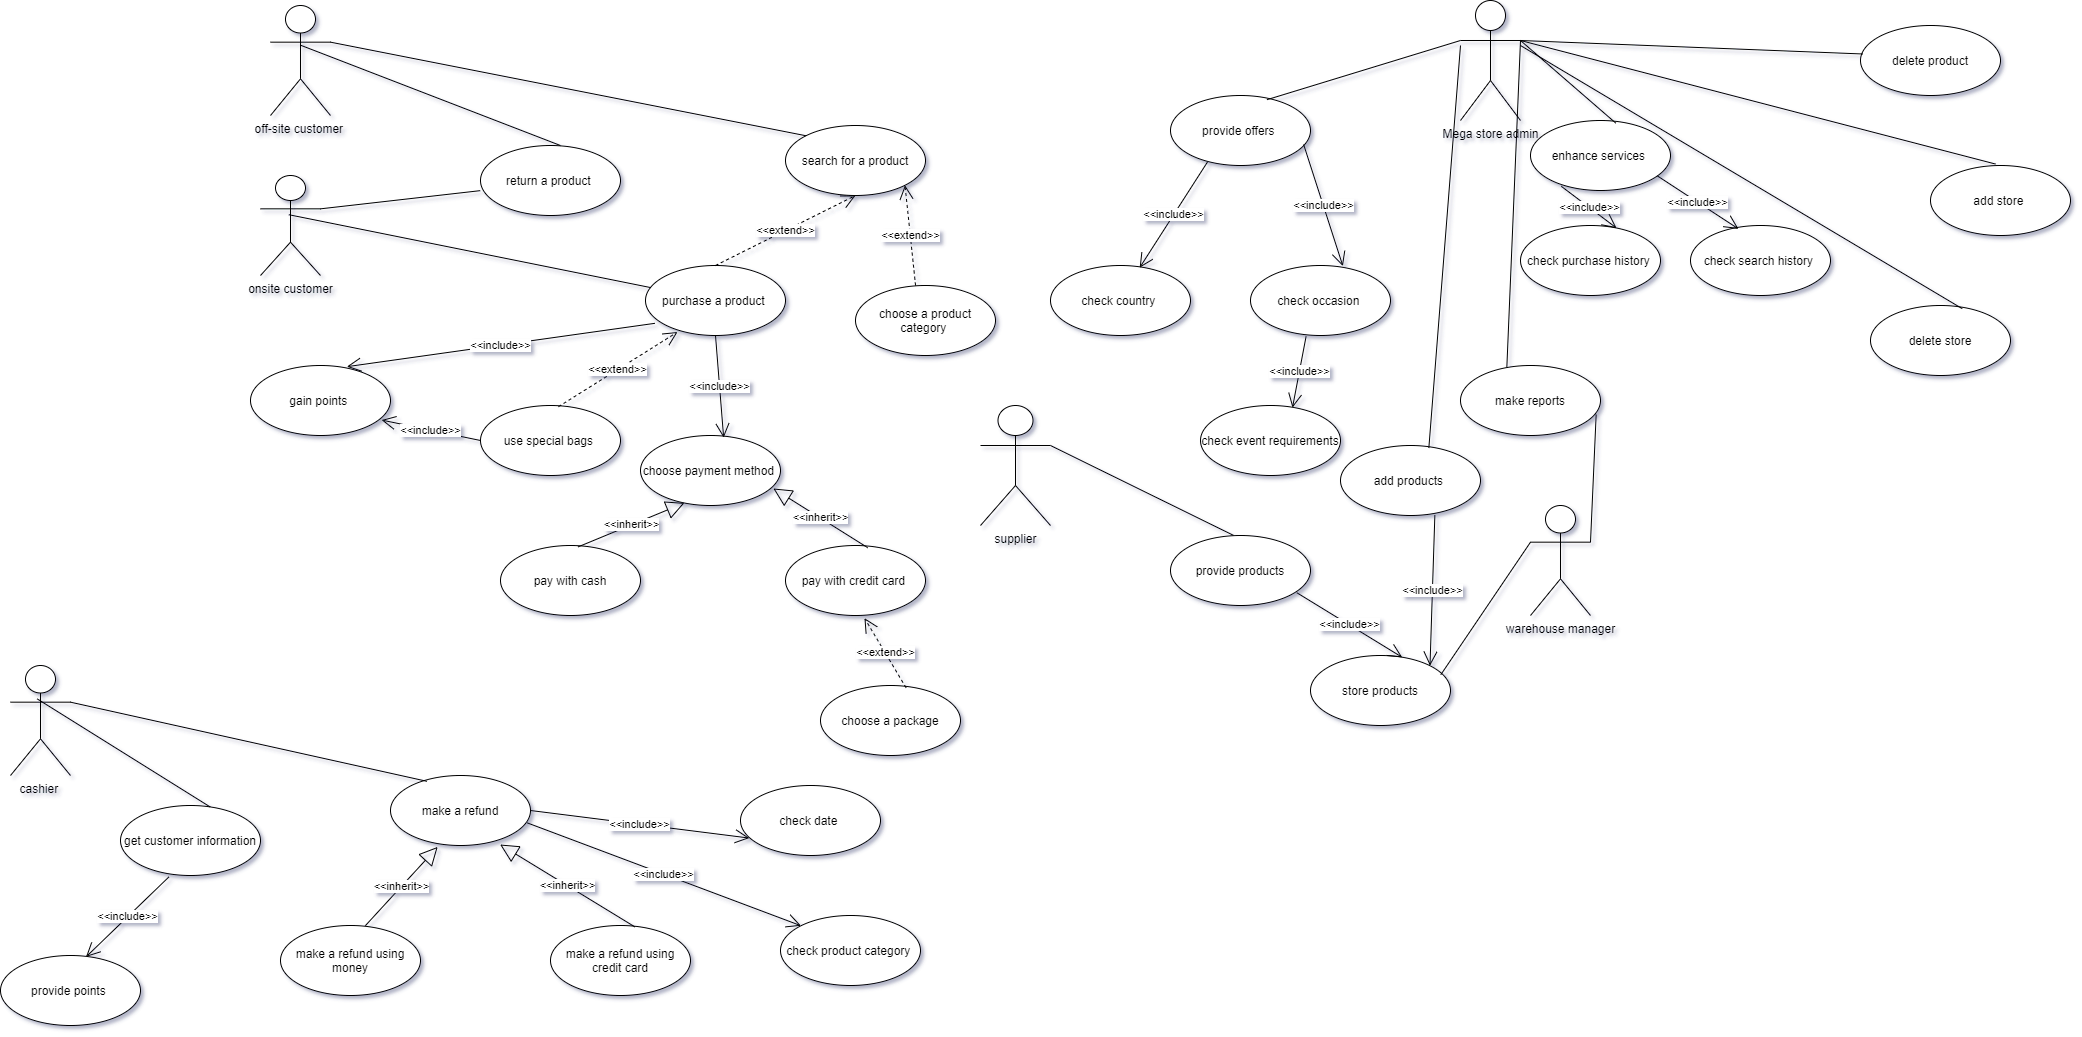 off-site customer
Mega store admin
delete product
provide offers
enhance services
search for a product
return a product
add store
<<include>>
<<include>>
<<include>>
<<include>>
<<extend>>
<<extend>>
check purchase history
check search history
onsite customer
purchase a product
choose a product
category
check country
check occasion
delete store
<<include>>
<<extend>>
<<include>>
<<include>>
gain points
make reports
<<include>>
use special bags
check event requirements
choose payment method
add products
<<inherit>>
<<inherit>>
supplier
pay with cash
pay with credit card
provide products
<<include>>
<<include>>
warehouse manager
<<extend>>
store products
choose a package
cashier
make a refund
check date
<<include>>
get customer information
<<include>>
<<inherit>>
<<inherit>>
<<include>>
make a refund using
money
make a refund using
credit card
check product category
provide points